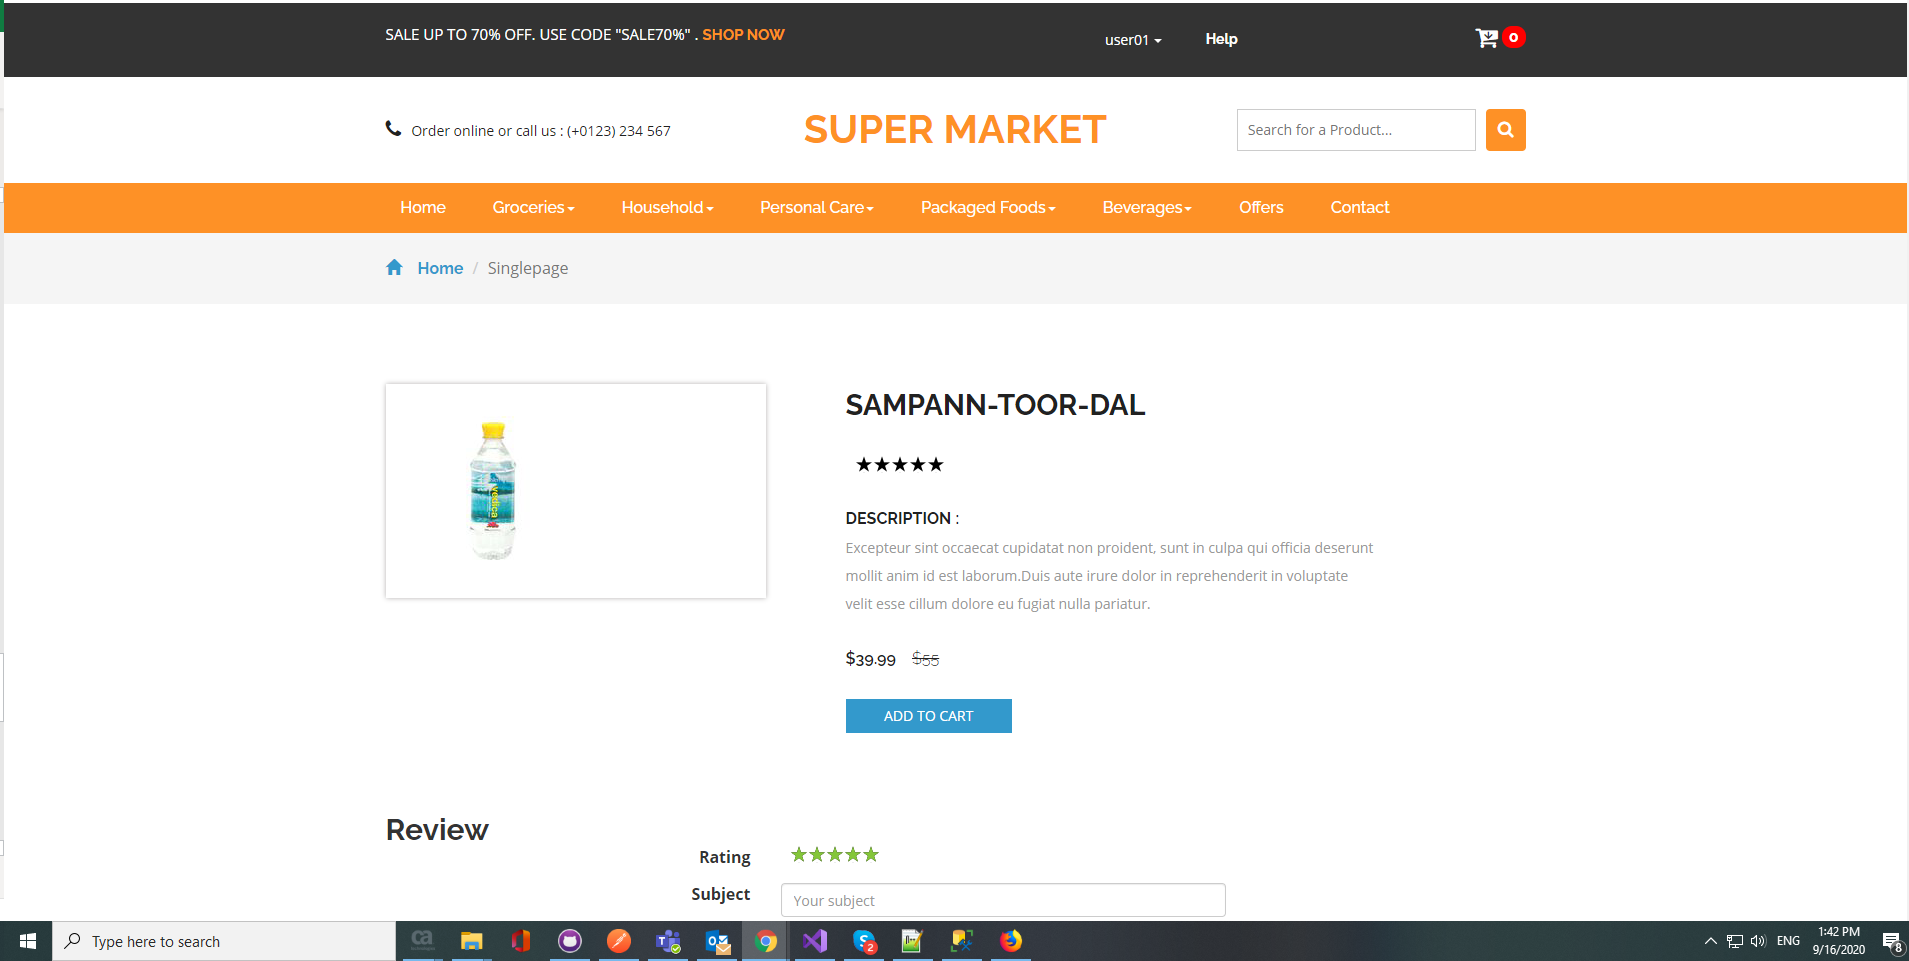 SALE UP TO 70% OFF. USE CODE "SALE70%" . SHOP NOW
user01
Help
0
Order online or call us : (+0123) 234 567
SUPER MARKET
Search for a Product...
Home
Groceries
Household
Personal Care
Packaged Foods
Beverages
Offers
Contact
Home / Singlepage
vedica
SAMPANN-TOOR-DAL
★★★★★
DESCRIPTION :
Excepteur sint occaecat cupidatat non proident, sunt in culpa qui officia deserunt
mollit anim id est laborum.Duis aute irure dolor in reprehenderit in voluptate
velit esse cillum dolore eu fugiat nulla pariatur.
$39.99 $55
ADD TO CART
Review
Rating
Subject
Your subject
Type here to search
ca
ENG
1:42 PM
9/16/2020
8